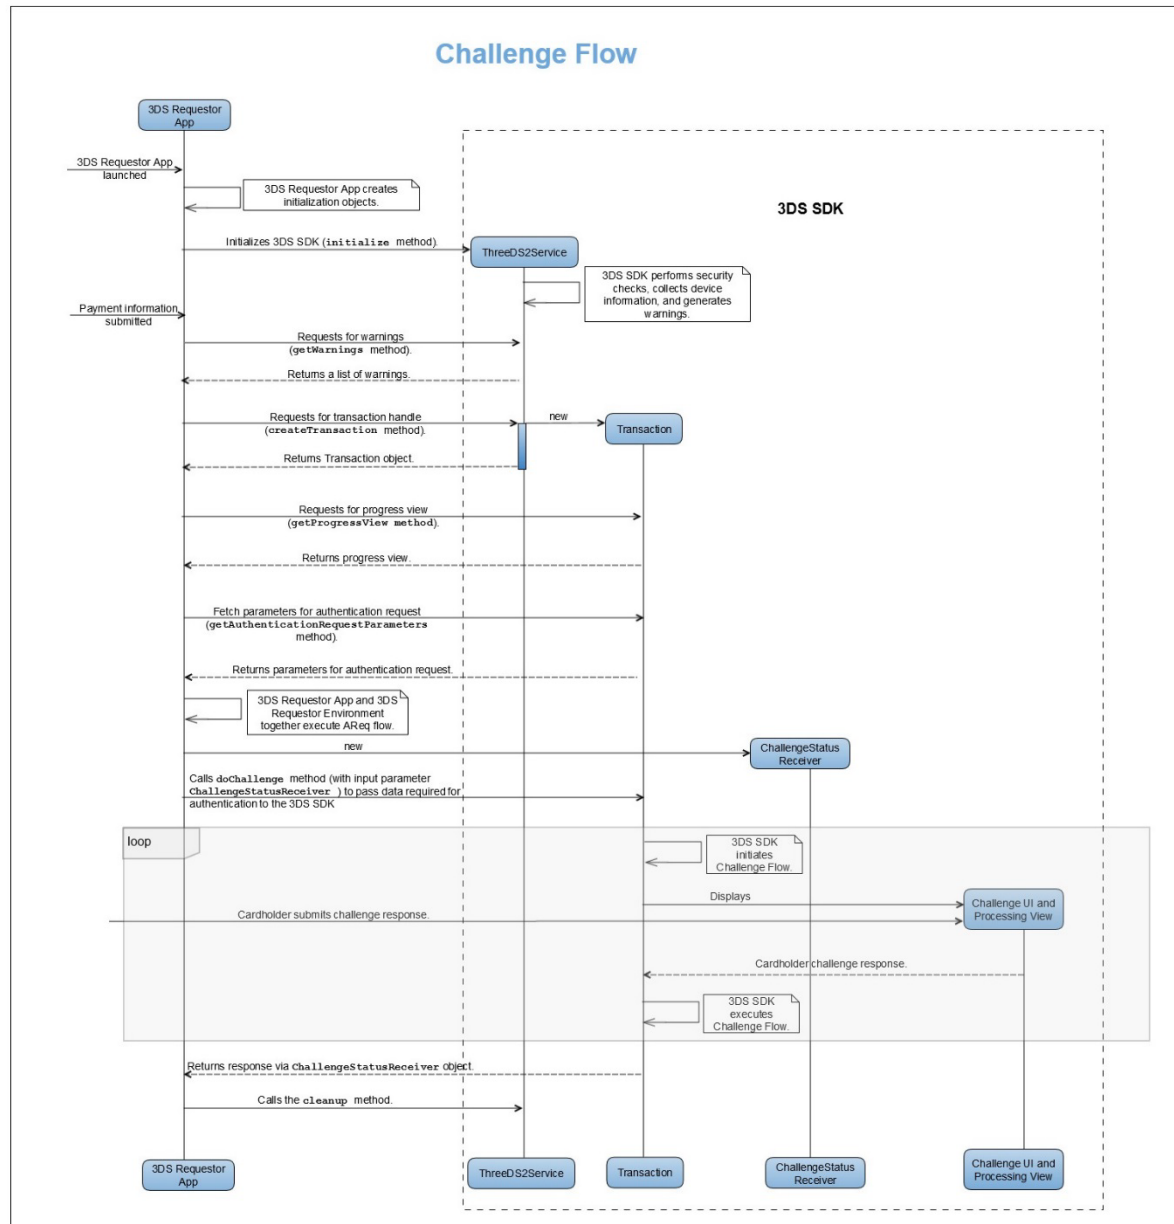 Challenge Flow
3DS Requestor
App
3DS Requestor App
launched
3DS Requestor App creates
initialization objects.
3DS SDK
Initializes 3DS SDK (initialize method).
ThreeDS2Service
3DS SDK performs security
checks, collects device
information, and generates
warnings.
Payment information
submitted
Requests for warnings
(getWarnings method).
Returns a list of warnings.
Requests for transaction handle
(createTransaction method).
new
Transaction
Returns Transaction object.
Requests for progress view
(getProgressView method).
Returns progress view.
Fetch parameters for authentication request
(getAuthenticationRequestParameters
method).
Returns parameters for authentication request.
3DS Requestor App and 3DS
Requestor Environment
together execute AReq flow.
new
ChallengeStatus
Receiver
Calls doChallenge method (with input parameter
ChallengeStatusReceiver ) to pass data required for
authentication to the 3DS SDK
loop
3DS SDK
initiates
Challenge Flow.
Displays
Challenge UI and
Processing View
Cardholder submits challenge response.
Cardholder challenge response.
3DS SDK
executes
Challenge Flow.
Returns response via ChallengeStatusReceiver object.
Calls the cleanup method.
3DS Requestor
App
ThreeDS2Service
Transaction
ChallengeStatus
Receiver
Challenge UI and
Processing View